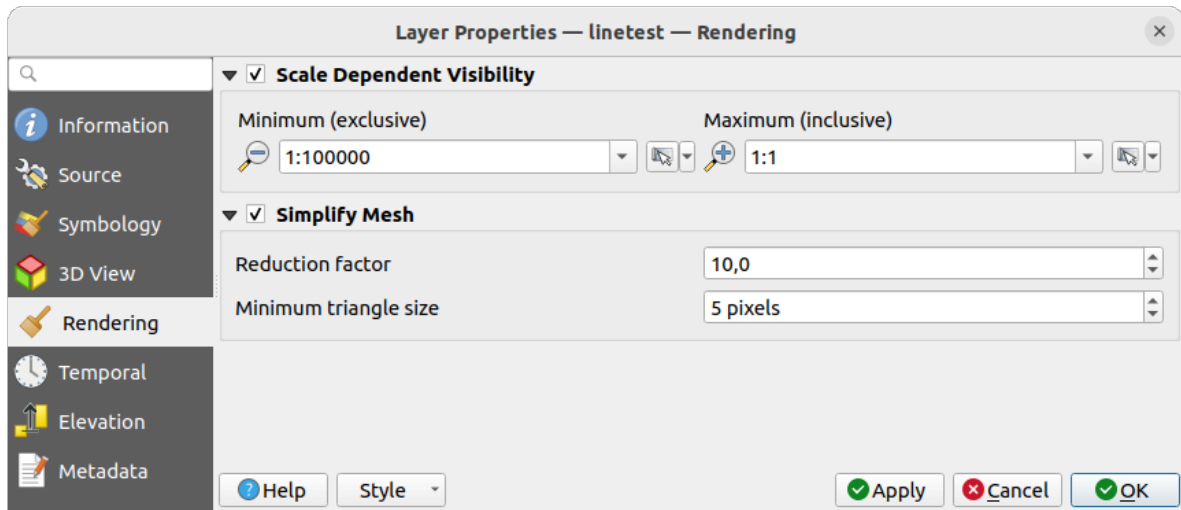 Layer Properties — linetest — Rendering
Information
Source
Symbology
3D View
Rendering
Temporal
Elevation
Metadata
Scale Dependent Visibility
Minimum (exclusive) Maximum (inclusive)
1:100000 1:1
Simplify Mesh
Reduction factor 10,0
Minimum triangle size 5 pixels
Help Style Apply Cancel OK